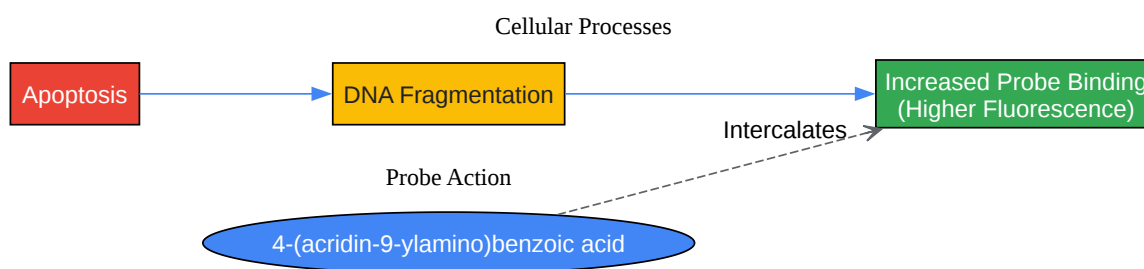 Cellular Processes
Apoptosis
DNA Fragmentation
Increased Probe Binding
(Higher Fluorescence)
Intercalates
Probe Action
4-(acridin-9-ylamino)benzoic acid